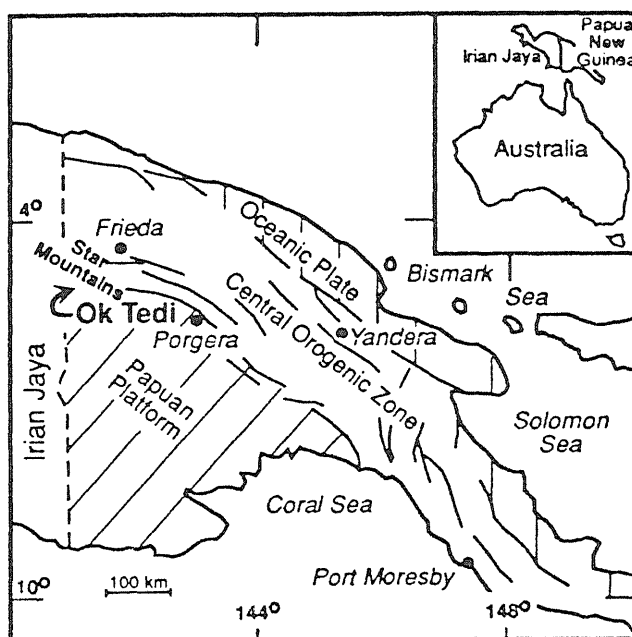 Papua
New
Guinea
Irian Jaya
Australia
4°
Frieda
Star
Mountains
Ok Tedi
Porgera
Oceanic Plate
Bismark
Sea
Central Orogenic Zone
Yandera
Irian Jaya
Papuan
Platform
Solomon
Sea
Coral Sea
Port Moresby
10°
100 km
144°
148°